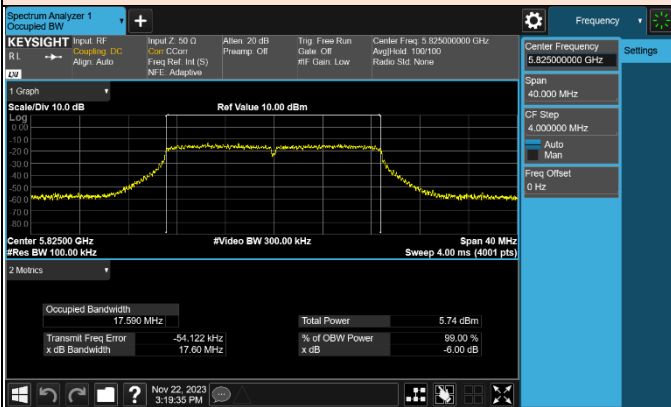 Spectrum Analyzer 1
Occupied BW
Frequency
KEYSIGHT
R L
LXI
Input: RF
Coupling: DC
Align: Auto
Input Z: 50 Ω
Corr CCorr
Freq Ref: Int (S)
NFE: Adaptive
Atten: 20 dB
Preamp: Off
Trig: Free Run
Gate: Off
#IF Gain: Low
Center Freq: 5.825000000 GHz
Avg|Hold: 100/100
Radio Std: None
Center Frequency
5.825000000 GHz
Settings
Span
40.000 MHz
CF Step
4.000000 MHz
Auto
Man
Freq Offset
0 Hz
1 Graph
Scale/Div 10.0 dB
Ref Value 10.00 dBm
Log
0.00
-10.0
-20.0
-30.0
-40.0
-50.0
-60.0
-70.0
-80.0
Center 5.82500 GHz
#Video BW 300.00 kHz
Span 40 MHz
#Res BW 100.00 kHz
Sweep 4.00 ms (4001 pts)
2 Metrics
Occupied Bandwidth
17.590 MHz
Total Power
5.74 dBm
Transmit Freq Error
-54.122 kHz
% of OBW Power
99.00 %
x dB Bandwidth
17.60 MHz
x dB
-6.00 dB
Nov 22, 2023
3:19:35 PM